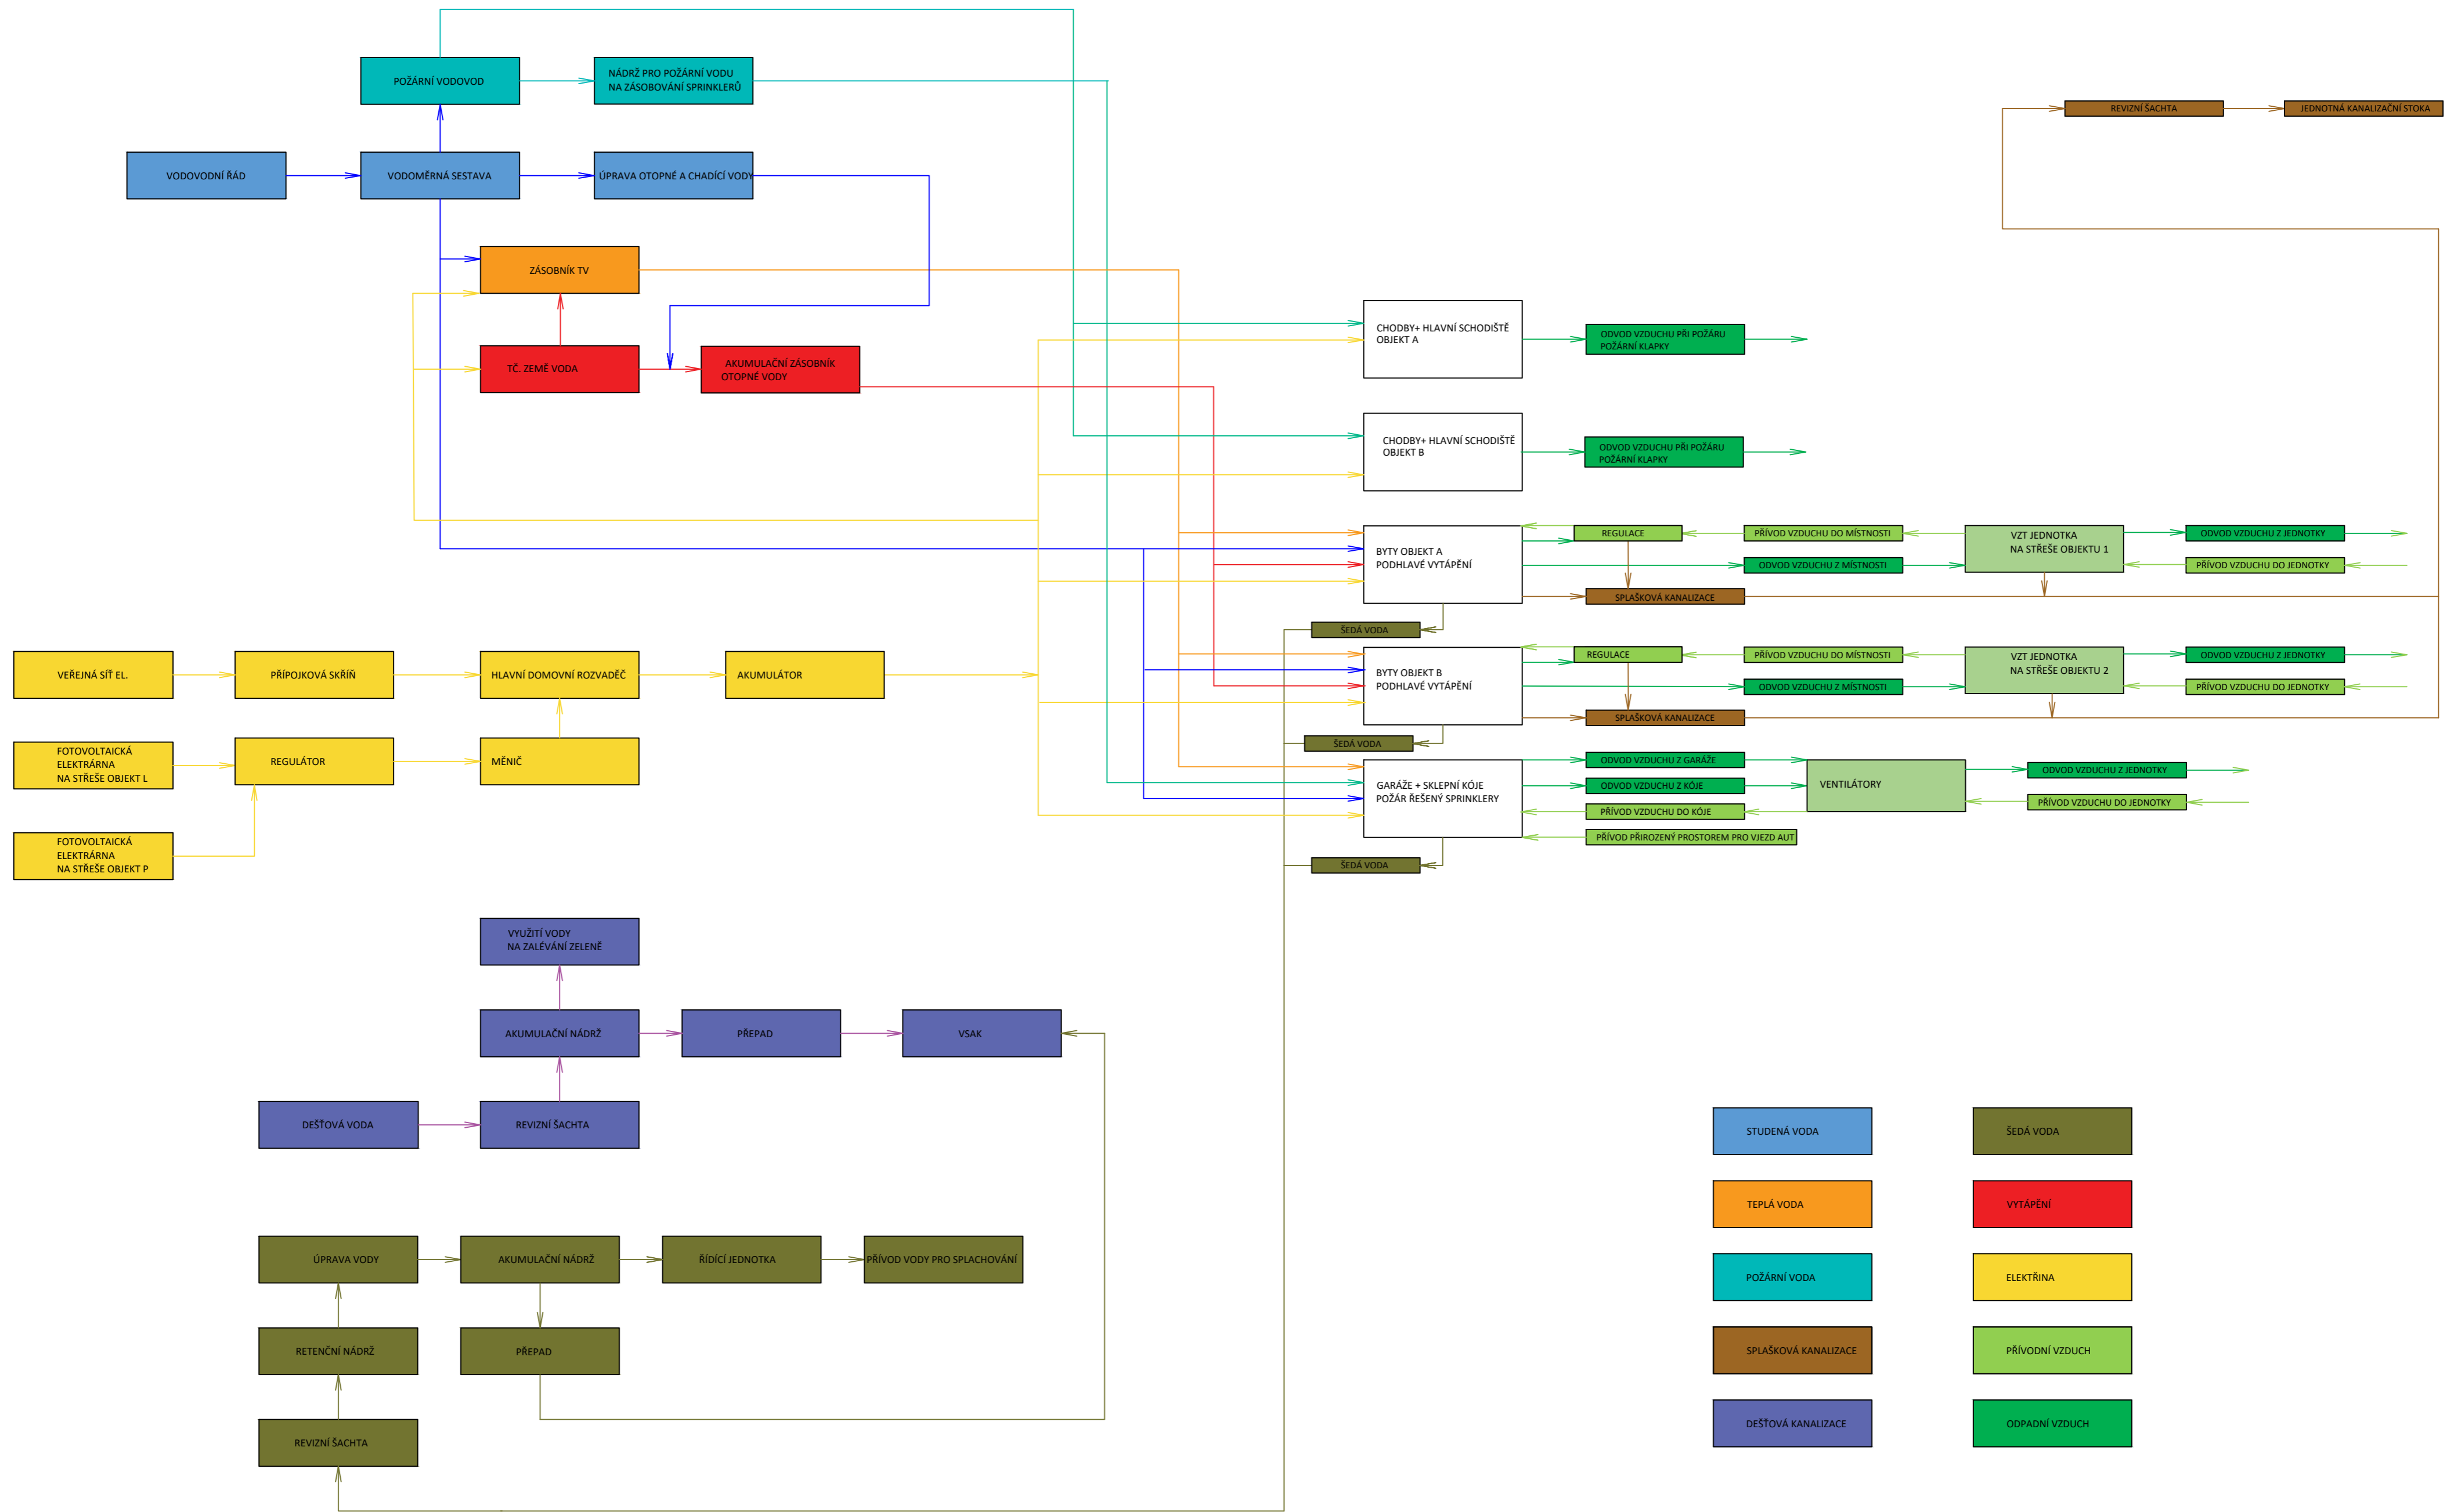 POŽÁRNÍ VODOVOD
NÁDRŽ PRO POŽÁRNÍ VODU
NA ZÁSOBOVÁNÍ SPRINKLERŮ
REVIZNÍ ŠACHTA
JEDNOTNÁ KANALIZAČNÍ STOKA
VODOVODNÍ ŘÁD
VODOMĚRNÁ SESTAVA
ÚPRAVA OTOPNÉ A CHADÍCÍ VODY
ZÁSOBNÍK TV
TČ. ZEMĚ VODA
AKUMULAČNÍ ZÁSOBNÍK
OTOPNÉ VODY
CHODBY+ HLAVNÍ SCHODIŠTĚ
OBJEKT A
ODVOD VZDUCHU PŘI POŽÁRU
POŽÁRNÍ KLAPKY
CHODBY+ HLAVNÍ SCHODIŠTĚ
OBJEKT B
ODVOD VZDUCHU PŘI POŽÁRU
POŽÁRNÍ KLAPKY
BYTY OBJEKT A
PODHLAVÉ VYTÁPĚNÍ
REGULACE
PŘÍVOD VZDUCHU DO MÍSTNOSTI
VZT JEDNOTKA
NA STŘEŠE OBJEKTU 1
ODVOD VZDUCHU Z JEDNOTKY
ODVOD VZDUCHU Z MÍSTNOSTI
PŘÍVOD VZDUCHU DO JEDNOTKY
SPLAŠKOVÁ KANALIZACE
ŠEDÁ VODA
BYTY OBJEKT B
PODHLAVÉ VYTÁPĚNÍ
REGULACE
PŘÍVOD VZDUCHU DO MÍSTNOSTI
VZT JEDNOTKA
NA STŘEŠE OBJEKTU 2
ODVOD VZDUCHU Z JEDNOTKY
ODVOD VZDUCHU Z MÍSTNOSTI
PŘÍVOD VZDUCHU DO JEDNOTKY
SPLAŠKOVÁ KANALIZACE
ŠEDÁ VODA
VEŘEJNÁ SÍŤ EL.
PŘÍPOJKOVÁ SKŘÍŇ
HLAVNÍ DOMOVNÍ ROZVADĚČ
AKUMULÁTOR
FOTOVOLTAICKÁ
ELEKTRÁRNA
NA STŘEŠE OBJEKT L
REGULÁTOR
MĚNIČ
FOTOVOLTAICKÁ
ELEKTRÁRNA
NA STŘEŠE OBJEKT P
GARÁŽE + SKLEPNÍ KÓJE
POŽÁR ŘEŠENÝ SPRINKLERY
ODVOD VZDUCHU Z GARÁŽE
ODVOD VZDUCHU Z KÓJE
PŘÍVOD VZDUCHU DO KÓJE
PŘÍVOD PŘIROZENÝ PROSTOREM PRO VJEZD AUT
VENTILÁTORY
ODVOD VZDUCHU Z JEDNOTKY
PŘÍVOD VZDUCHU DO JEDNOTKY
ŠEDÁ VODA
VYUŽITÍ VODY
NA ZALÉVÁNÍ ZELENĚ
AKUMULAČNÍ NÁDRŽ
PŘEPAD
VSAK
DEŠŤOVÁ VODA
REVIZNÍ ŠACHTA
ÚPRAVA VODY
AKUMULAČNÍ NÁDRŽ
ŘÍDÍCÍ JEDNOTKA
PŘÍVOD VODY PRO SPLACHOVÁNÍ
RETENČNÍ NÁDRŽ
PŘEPAD
REVIZNÍ ŠACHTA
STUDENÁ VODA
ŠEDÁ VODA
TEPLÁ VODA
VYTÁPĚNÍ
POŽÁRNÍ VODA
ELEKTŘINA
SPLAŠKOVÁ KANALIZACE
PŘÍVODNÍ VZDUCH
DEŠŤOVÁ KANALIZACE
ODPADNÍ VZDUCH